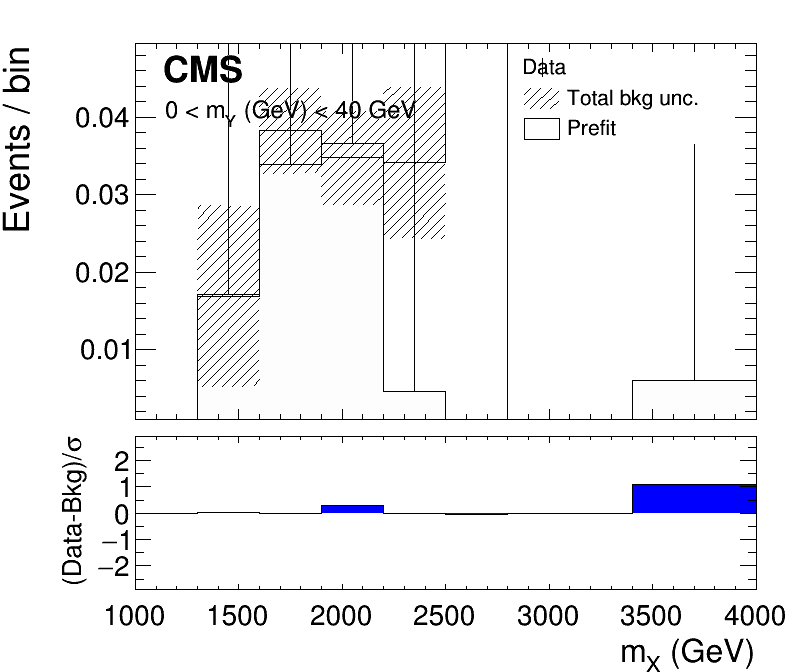 CMS
0 < mY (GeV) < 40 GeV
Data
Total bkg unc.
Prefit
Events / bin
0.04
0.03
0.02
0.01
(Data-Bkg)/σ
2
1
0
−1
−2
1000 1500 2000 2500 3000 3500 4000
mX (GeV)